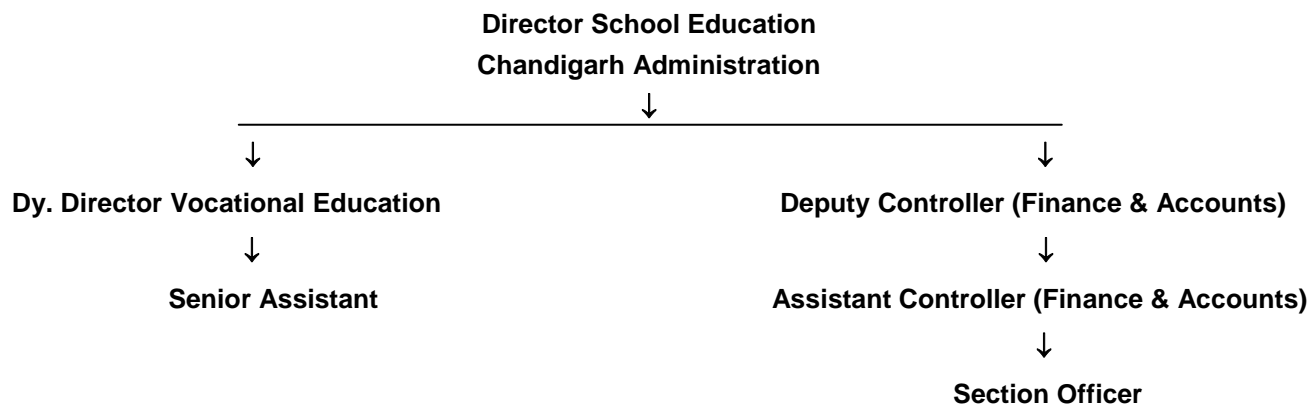 Director School Education
Chandigarh Administration
Dy. Director Vocational Education
Deputy Controller (Finance & Accounts)
Senior Assistant
Assistant Controller (Finance & Accounts)
Section Officer